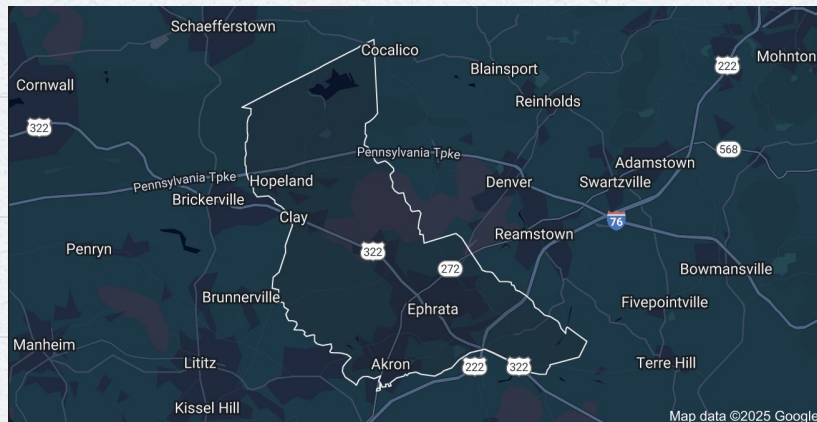 Schaefferstown
Cocalico
Mohnton
222
Blainsport
Cornwall
Reinholds
322
568
Pennsylvania Tpke
Adamstown
Pennsylvania Tpke
Hopeland
Denver
Swartzville
Brickerville
Clay
76
Reamstown
Penryn
322
272
Bowmansville
Brunnerville
Ephrata
Fivepointville
Manheim
Lititz
Akron
222
322
Terre Hill
Kissel Hill
Map data ©2025 Google